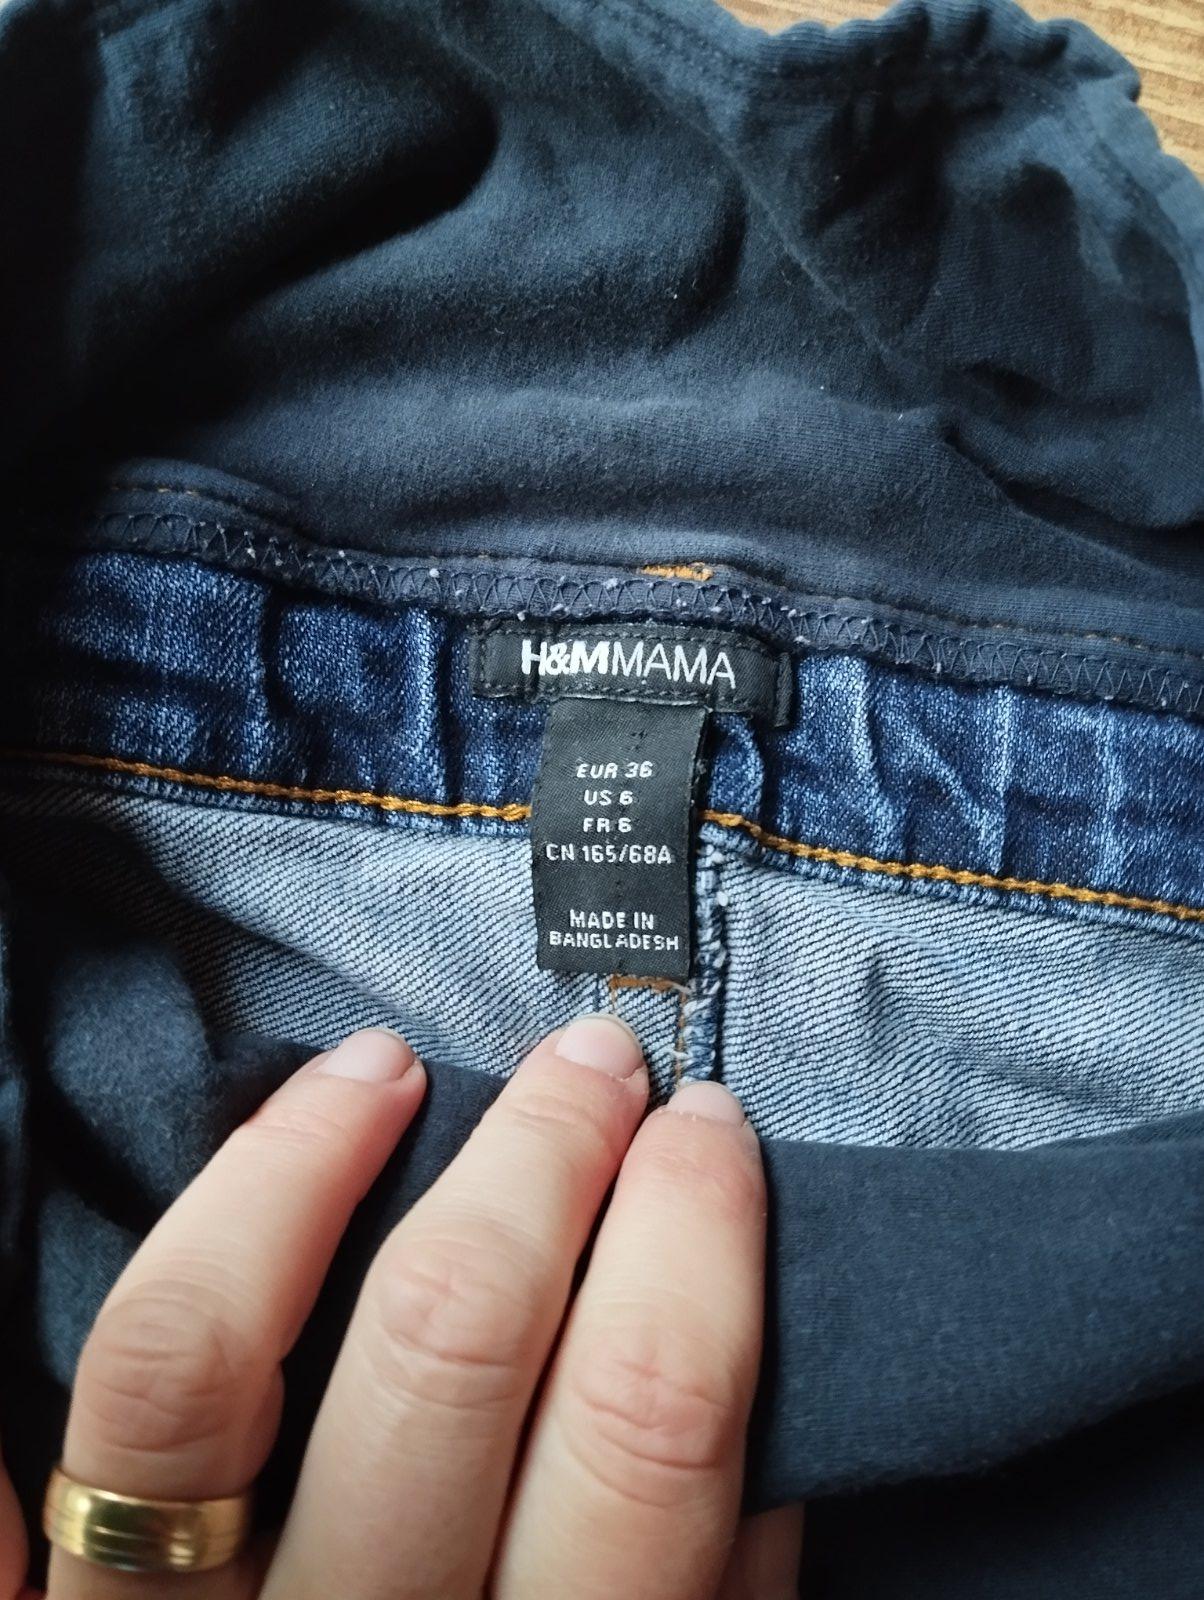 H&MMAMA
EUR 36
US 6
FR 6
CN 165/68A
MADE IN
BANGLADESH